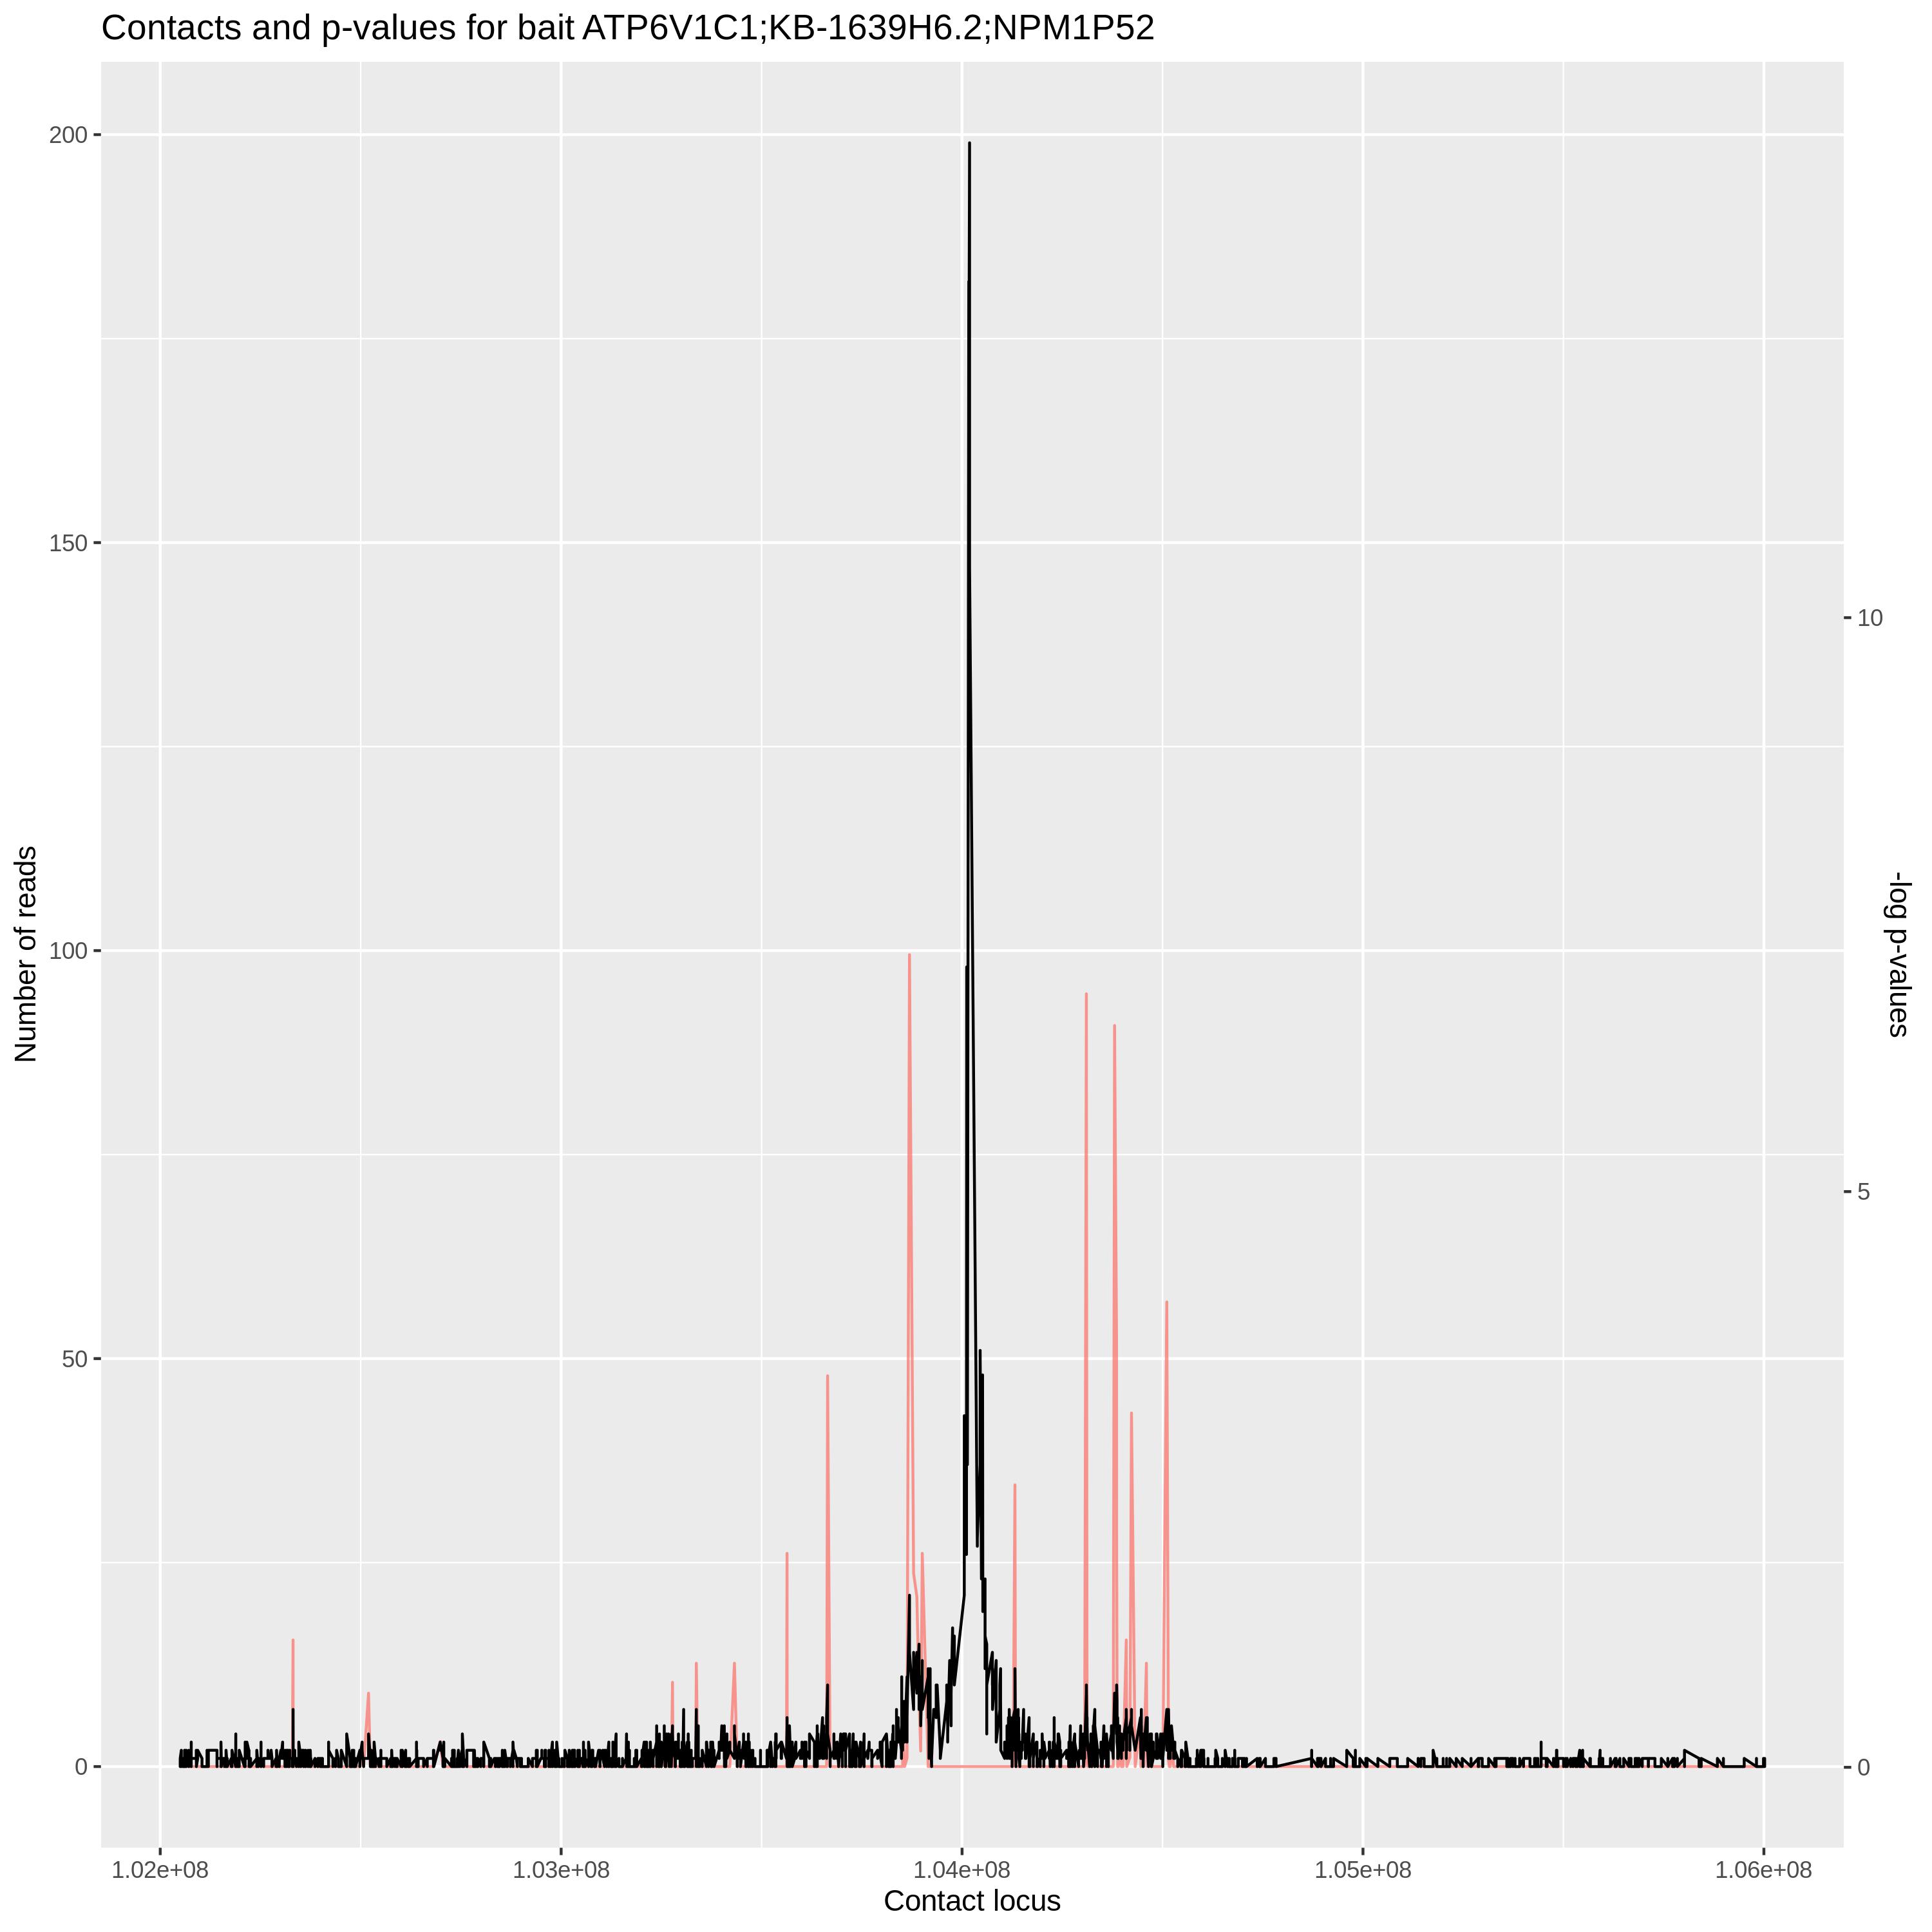 Contacts and p-values for bait ATP6V1C1;KB-1639H6.2;NPM1P52
200
150
100
50
0
Number of reads
10
5
0
-log p-values
1.02e+08 1.03e+08 1.04e+08 1.05e+08 1.06e+08
Contact locus